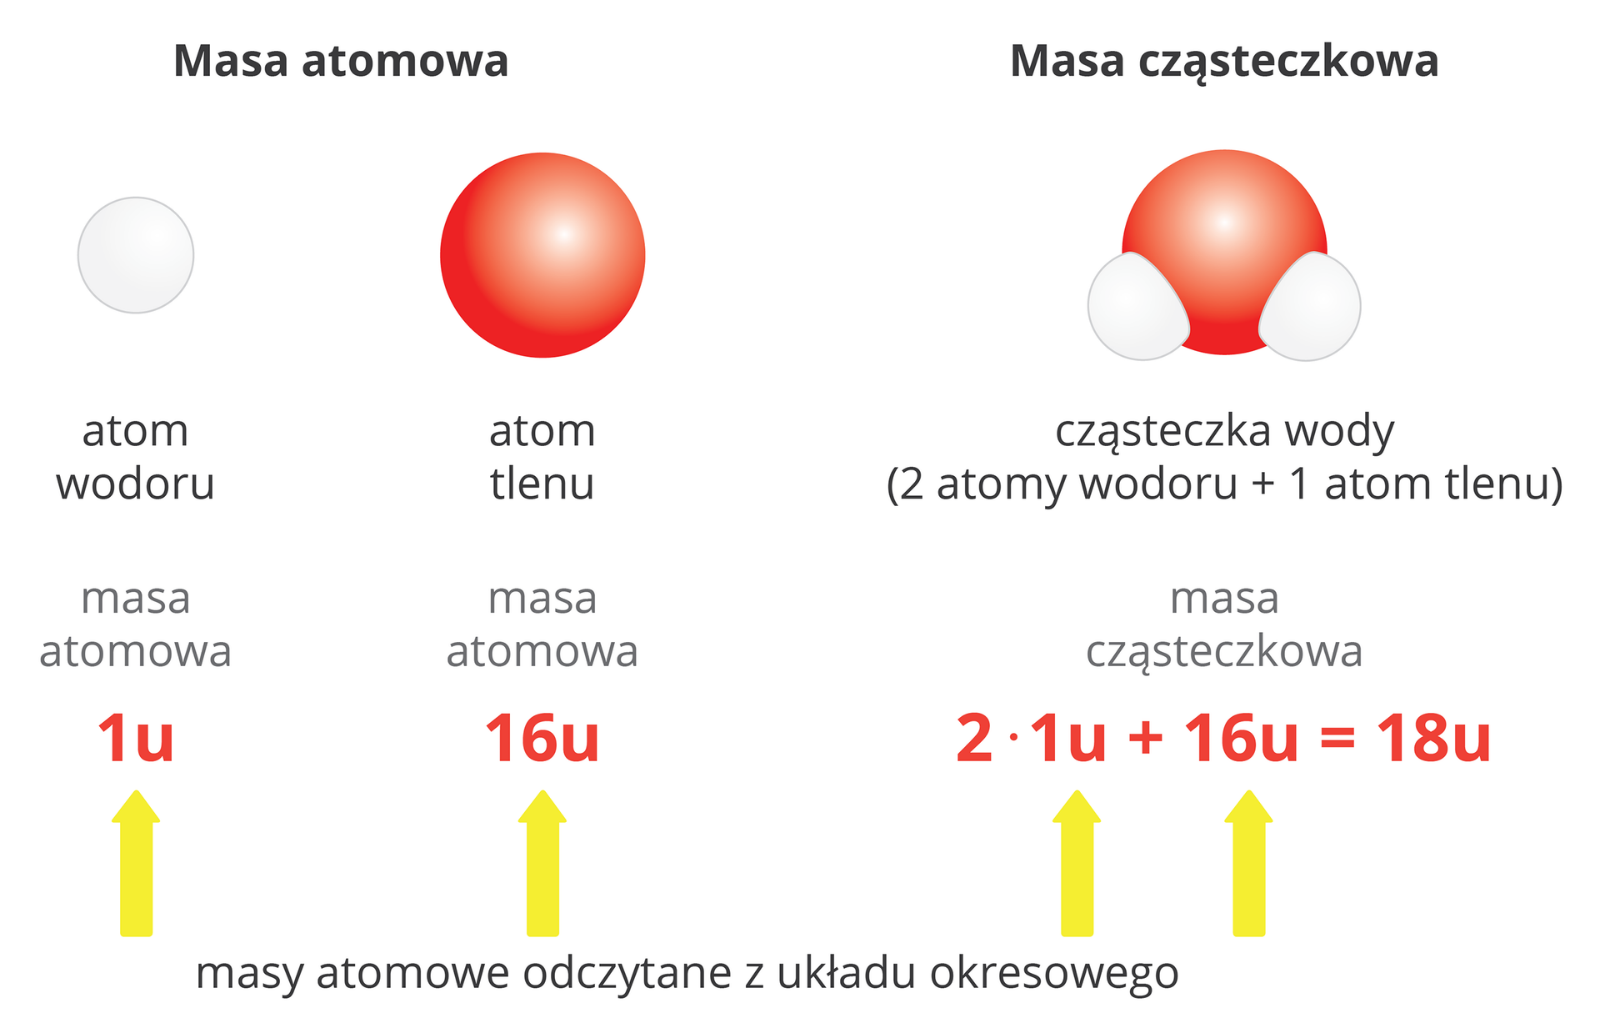 Masa atomowa
Masa cząsteczkowa
atom
wodoru
atom
tlenu
cząsteczka wody
(2 atomy wodoru + 1 atom tlenu)
masa
atomowa
masa
atomowa
masa
cząsteczkowa
1u
16u
2 · 1u + 16u = 18u
masy atomowe odczytane z układu okresowego